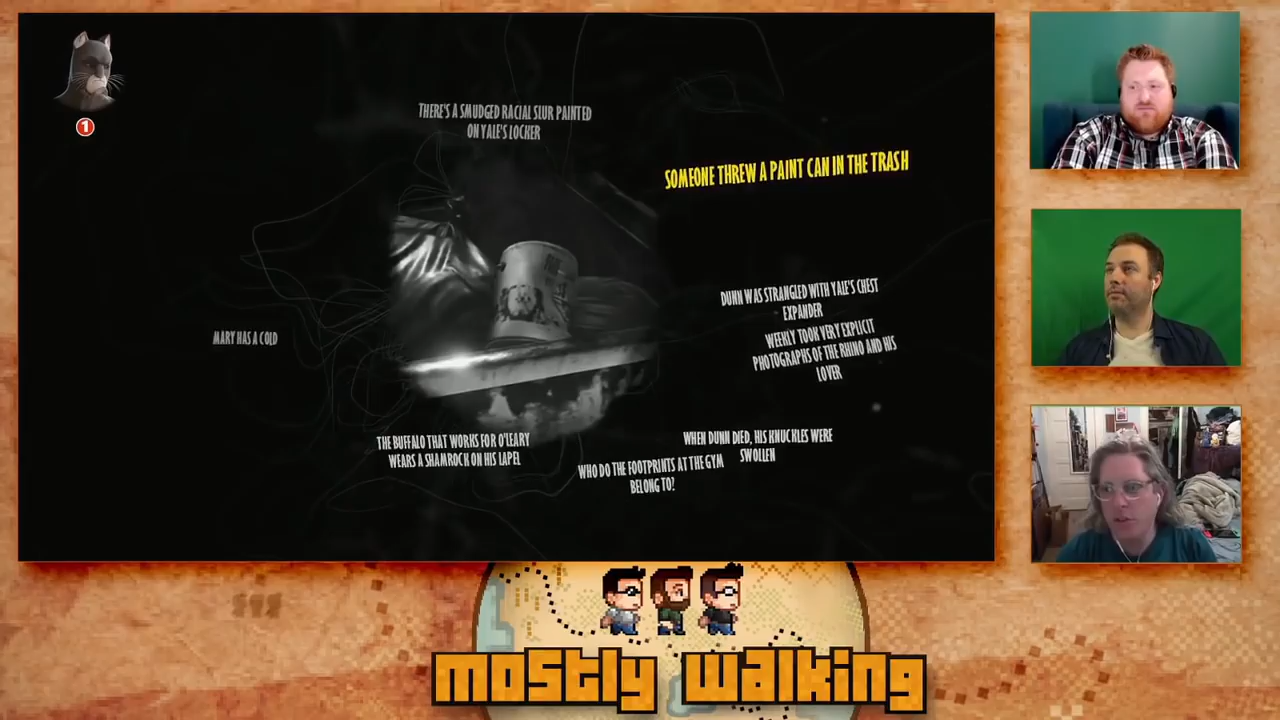 1
THERE'S A SMUDGED RACIAL SLUR PAINTED
ON YALE'S LOCKER
SOMEONE THREW A PAINT CAN IN THE TRASH
DUNN WAS STRANGLED WITH YALE'S CHEST
EXPANDER
WEEKLY TOOK VERY EXPLICIT
PHOTOGRAPHS OF THE RHINO AND HIS
LOVER
MARY HAS A COLD
THE BUFFALO THAT WORKS FOR O'LEARY
WEARS A SHAMROCK ON HIS LAPEL
WHEN DUNN DIED, HIS KNUCKLES WERE
SWOLLEN
WHO DO THE FOOTPRINTS AT THE GYM
BELONG TO?
mostly walking